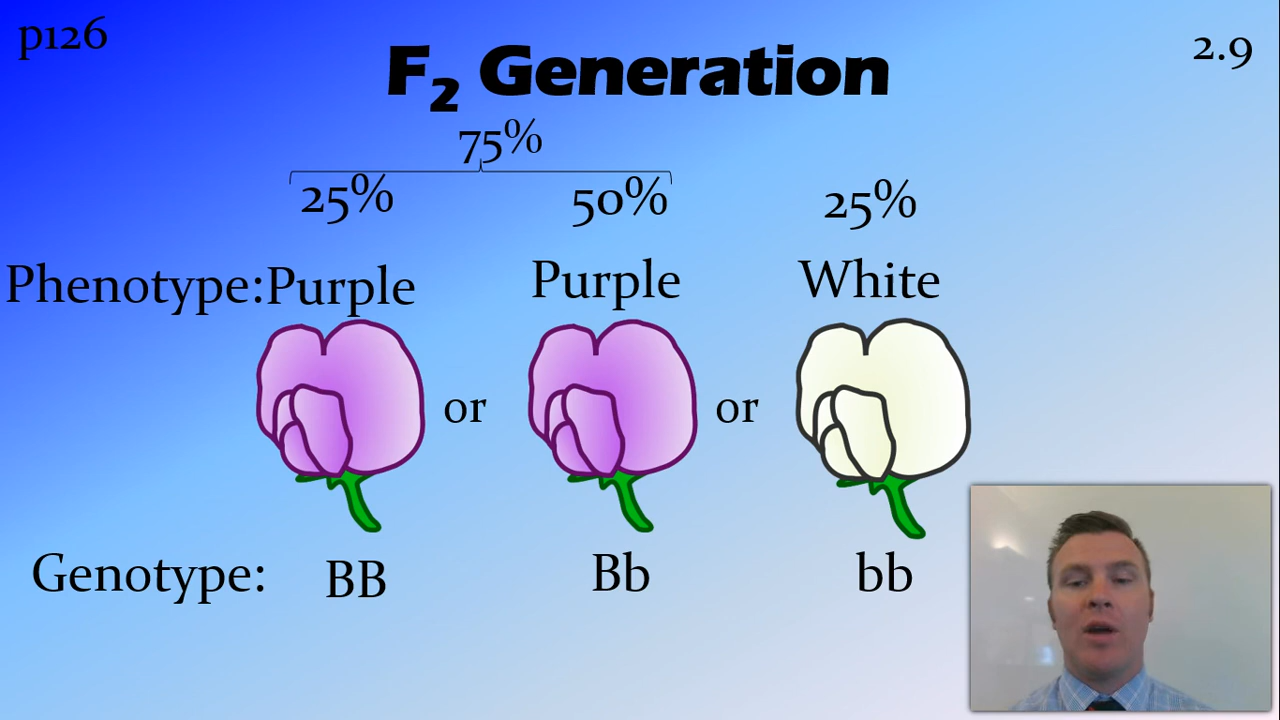 p126
F2 Generation
2.9
75%
25% 50% 25%
Phenotype: Purple Purple White
or or
Genotype: BB Bb bb